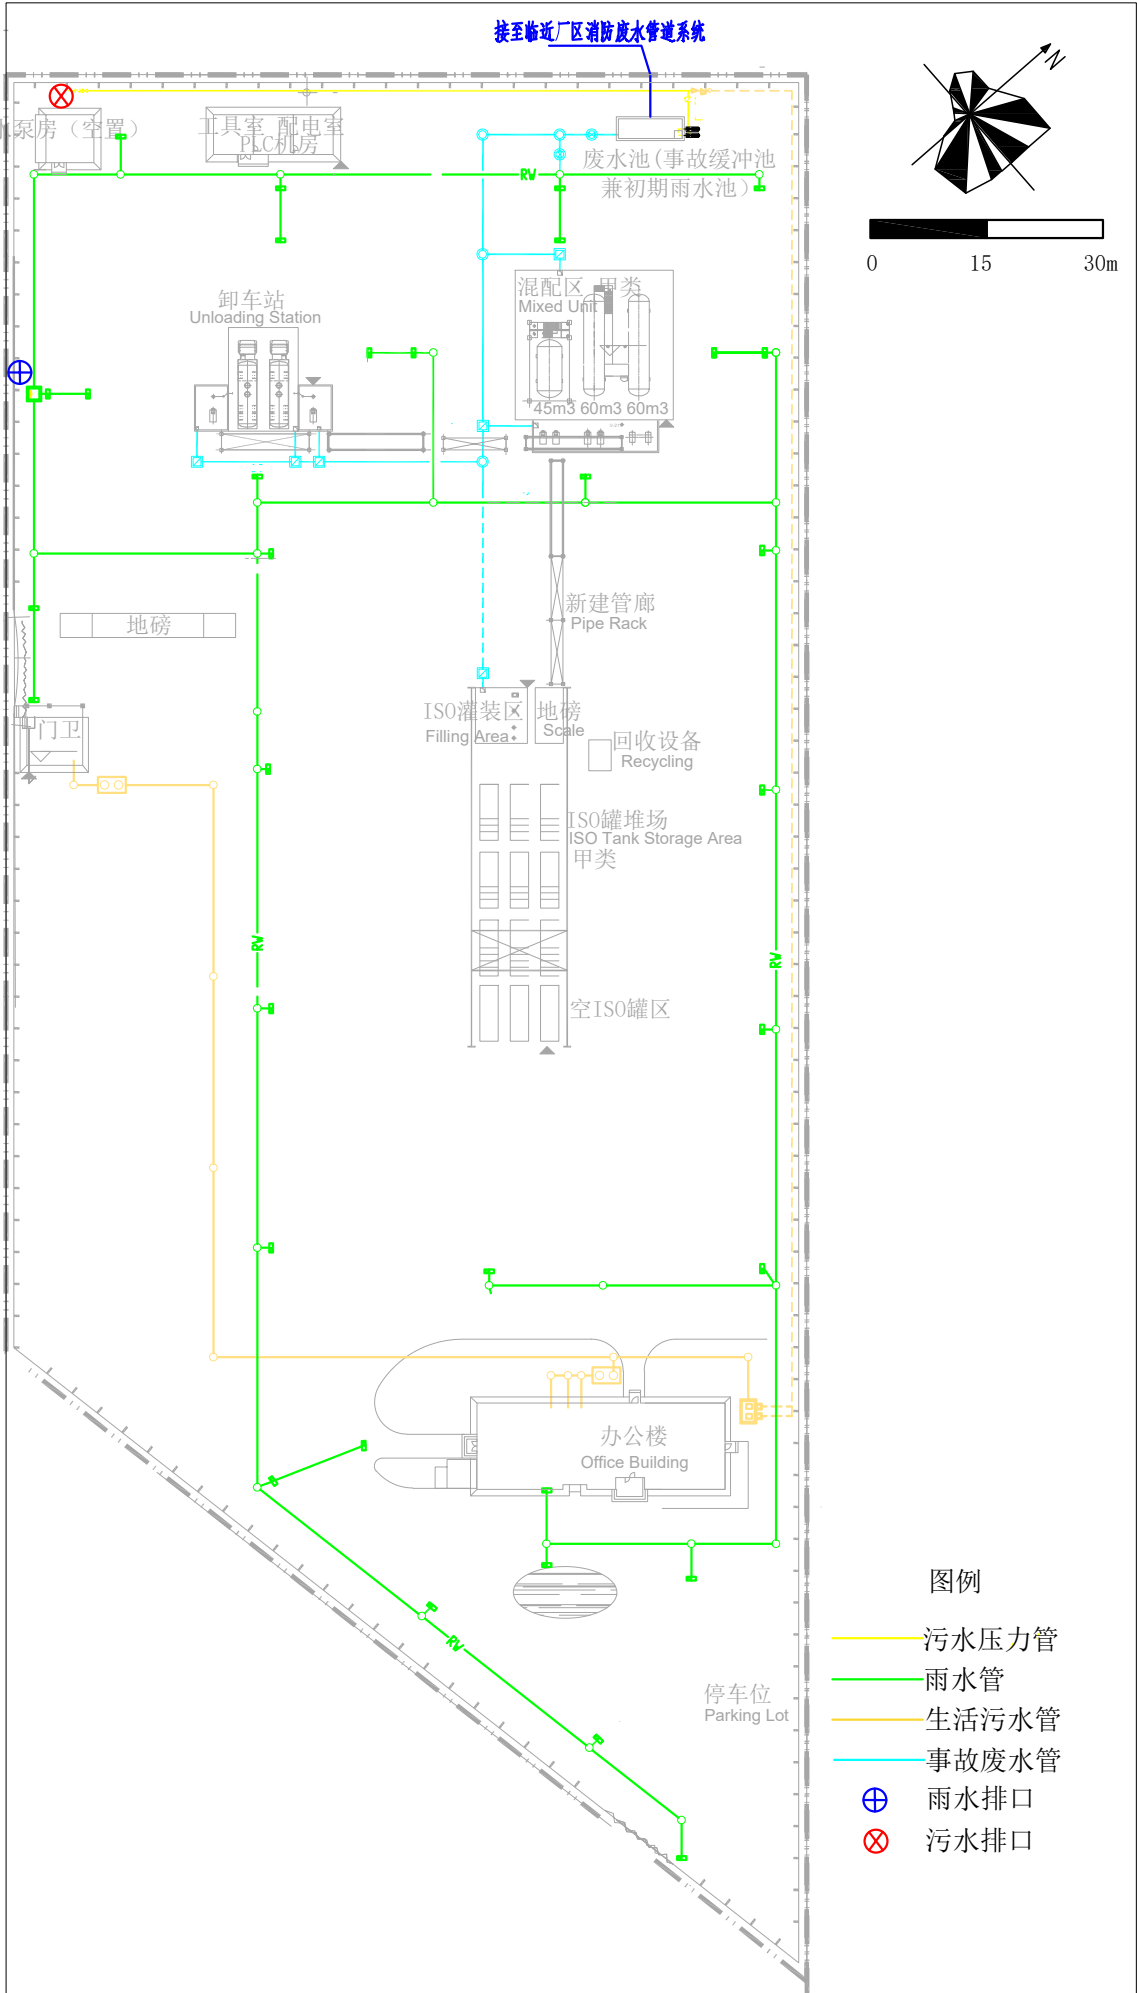 接至临近厂区消防废水管道系统
N
泵房（空置）
工具室 配电室
PLC机房
废水池(事故缓冲池
兼初期雨水池）
RW
0 15 30m
卸车站
Unloading Station
混配区 甲类
Mixed Unit
45m3 60m3 60m3
新建管廊
Pipe Rack
地磅
门卫
ISO灌装区
Filling Area
地磅
Scale
回收设备
Recycling
ISO罐堆场
ISO Tank Storage Area
甲类
RW
RW
空ISO罐区
办公楼
Office Building
RW
停车位
Parking Lot
图例
污水压力管
雨水管
生活污水管
事故废水管
雨水排口
污水排口